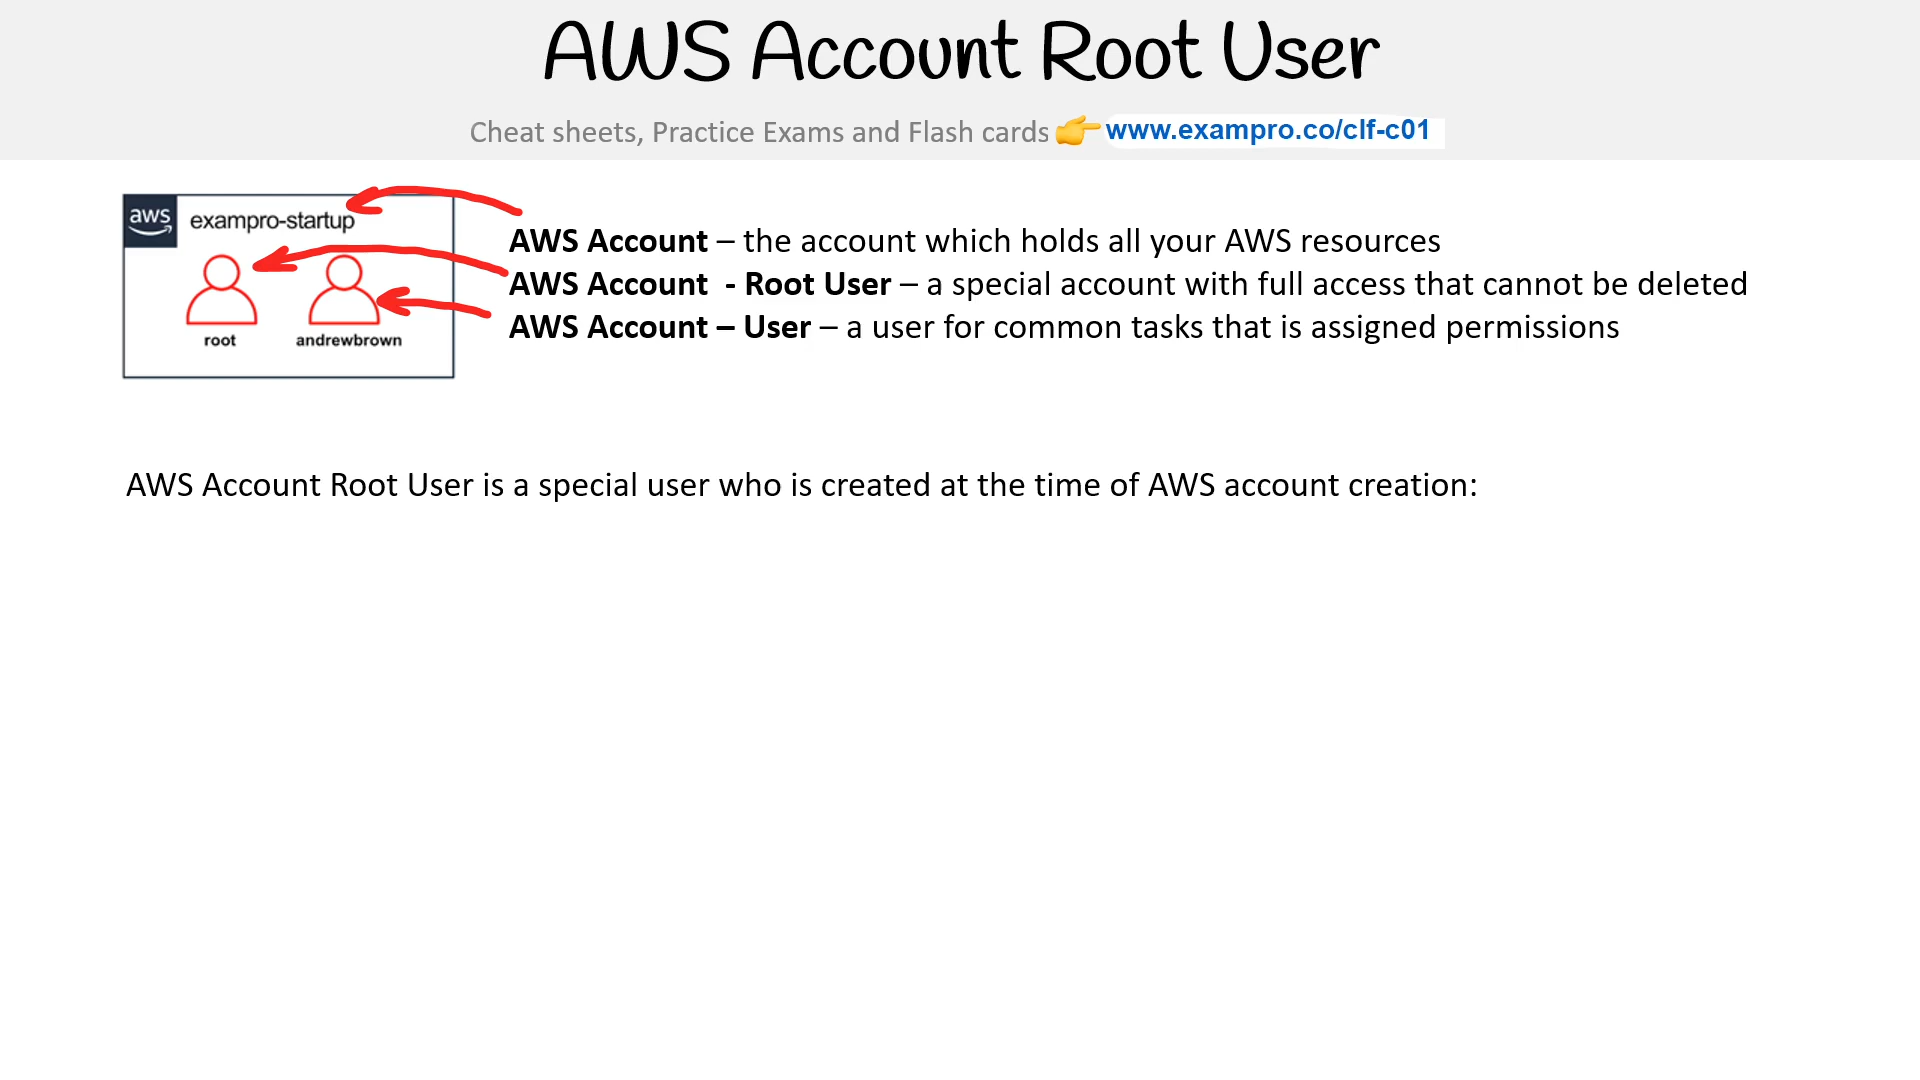 AWS Account Root User
Cheat sheets, Practice Exams and Flash cards 👉 www.exampro.co/clf-c01
aws
exampro-startup
root
andrewbrown
AWS Account – the account which holds all your AWS resources
AWS Account - Root User – a special account with full access that cannot be deleted
AWS Account – User – a user for common tasks that is assigned permissions
AWS Account Root User is a special user who is created at the time of AWS account creation: